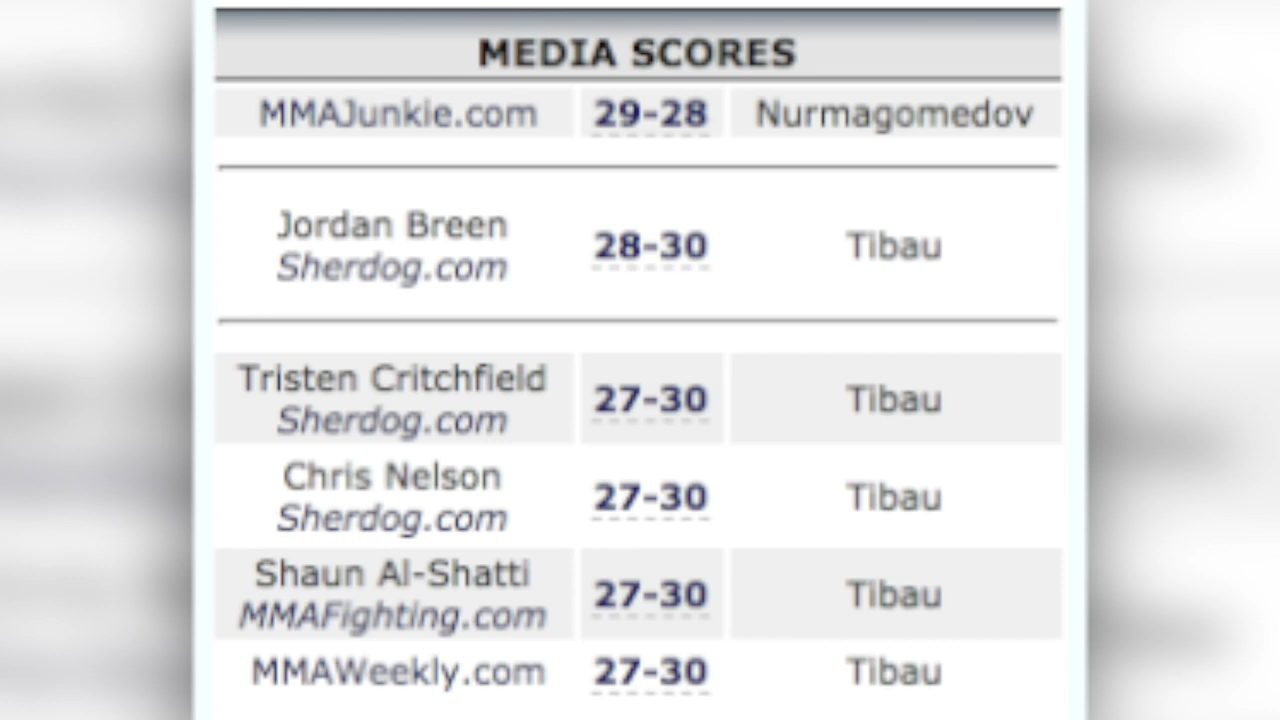 MEDIA SCORES
MMAJunkie.com 29-28 Nurmagomedov
Jordan Breen
Sherdog.com 28-30 Tibau
Tristen Critchfield
Sherdog.com 27-30 Tibau
Chris Nelson
Sherdog.com 27-30 Tibau
Shaun Al-Shatti
MMAFighting.com 27-30 Tibau
MMAWeekly.com 27-30 Tibau